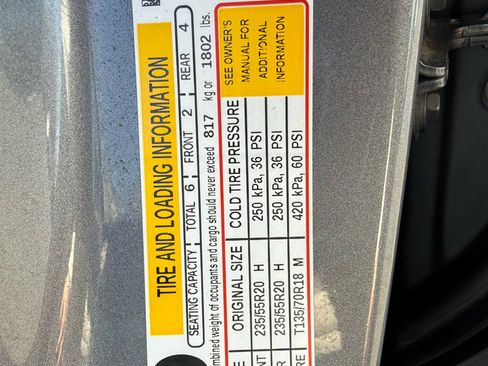 TIRE AND LOADING INFORMATION
SEATING CAPACITY TOTAL 6 FRONT 2 REAR 4
mbined weight of occupants and cargo should never exceed 817 kg or 1802 lbs.
E ORIGINAL SIZE COLD TIRE PRESSURE
NT 235/55R20 H 250 kPa, 36 PSI
R 235/55R20 H 250 kPa, 36 PSI
RE T135/70R18 M 420 kPa, 60 PSI
SEE OWNER'S
MANUAL FOR
ADDITIONAL
INFORMATION